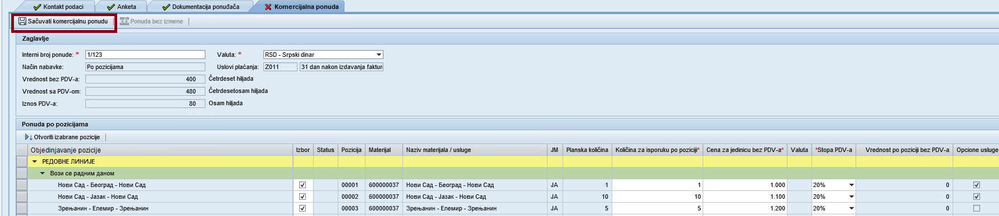 Kontakt podaci Anketa Dokumentacija ponuđača Komercijalna ponuda
Sačuvati komercijalnu ponudu Ponuda bez izmene
Zaglavlje
Interni broj ponude: * 1/123 Valuta: * RSD - Srpski dinar
Način nabavke: Po pozicijama Uslovi plaćanja: Z011 31 dan nakon izdavanja fakture
Vrednost bez PDV-a: 400 Četrdeset hiljada
Vrednost sa PDV-om: 480 Četrdesetosam hiljada
Iznos PDV-a: 80 Osam hiljada
Ponuda po pozicijama
Otvoriti izabrane pozicije
Objedinjavanje pozicije Izbor Status Pozicija Materijal Naziv materijala / usluge JM Planska količina Količina za isporuku po poziciji* Cena za jedinicu bez PDV-a* Valuta *Stopa PDV-a Vrednost po poziciji bez PDV-a Opcione usluge
РЕДОВНЕ ЛИНИЈЕ
Вози се радним даном
Нови Сад - Београд - Нови Сад 00001 600000037 Нови Сад - Београд - Нови Сад JA 1 1 1.000 20% 0
Нови Сад - Јазак - Нови Сад 00002 600000037 Нови Сад - Јазак - Нови Сад JA 10 10 1.100 20% 0
Зрењанин - Елемир - Зрењанин 00003 600000037 Зрењанин - Елемир - Зрењанин JA 5 5 1.200 20% 0